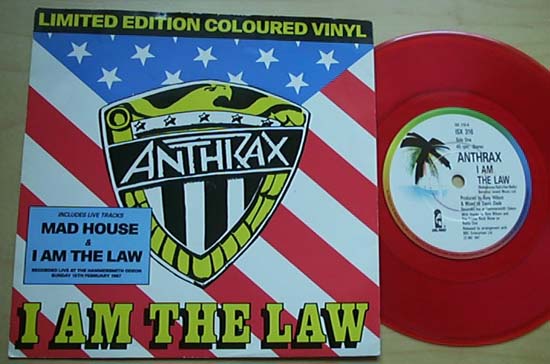 LIMITED EDITION COLOURED VINYL
ANTHRAX
INCLUDES LIVE TRACKS
MAD HOUSE
&
I AM THE LAW
RECORDED LIVE AT THE HAMMERSMITH ODEON
SUNDAY 15TH FEBRUARY 1987
I AM THE LAW
ISX 316
ANTHRAX
I AM
THE LAW